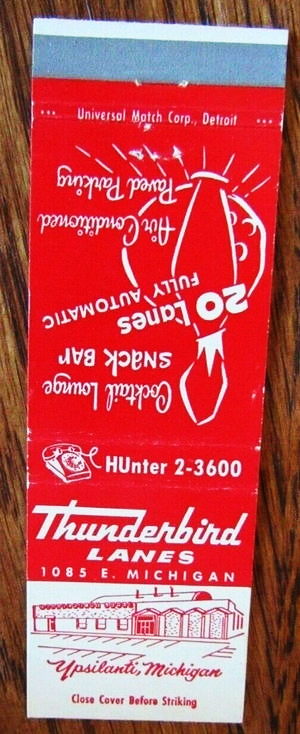 Universal Match Corp., Detroit
Cocktail Lounge
SNACK BAR
20 Lanes
FULLY AUTOMATIC
Air Conditioned
Paved Parking
HUnter 2-3600
Thunderbird
LANES
1085 E. MICHIGAN
Ypsilanti, Michigan
Close Cover Before Striking